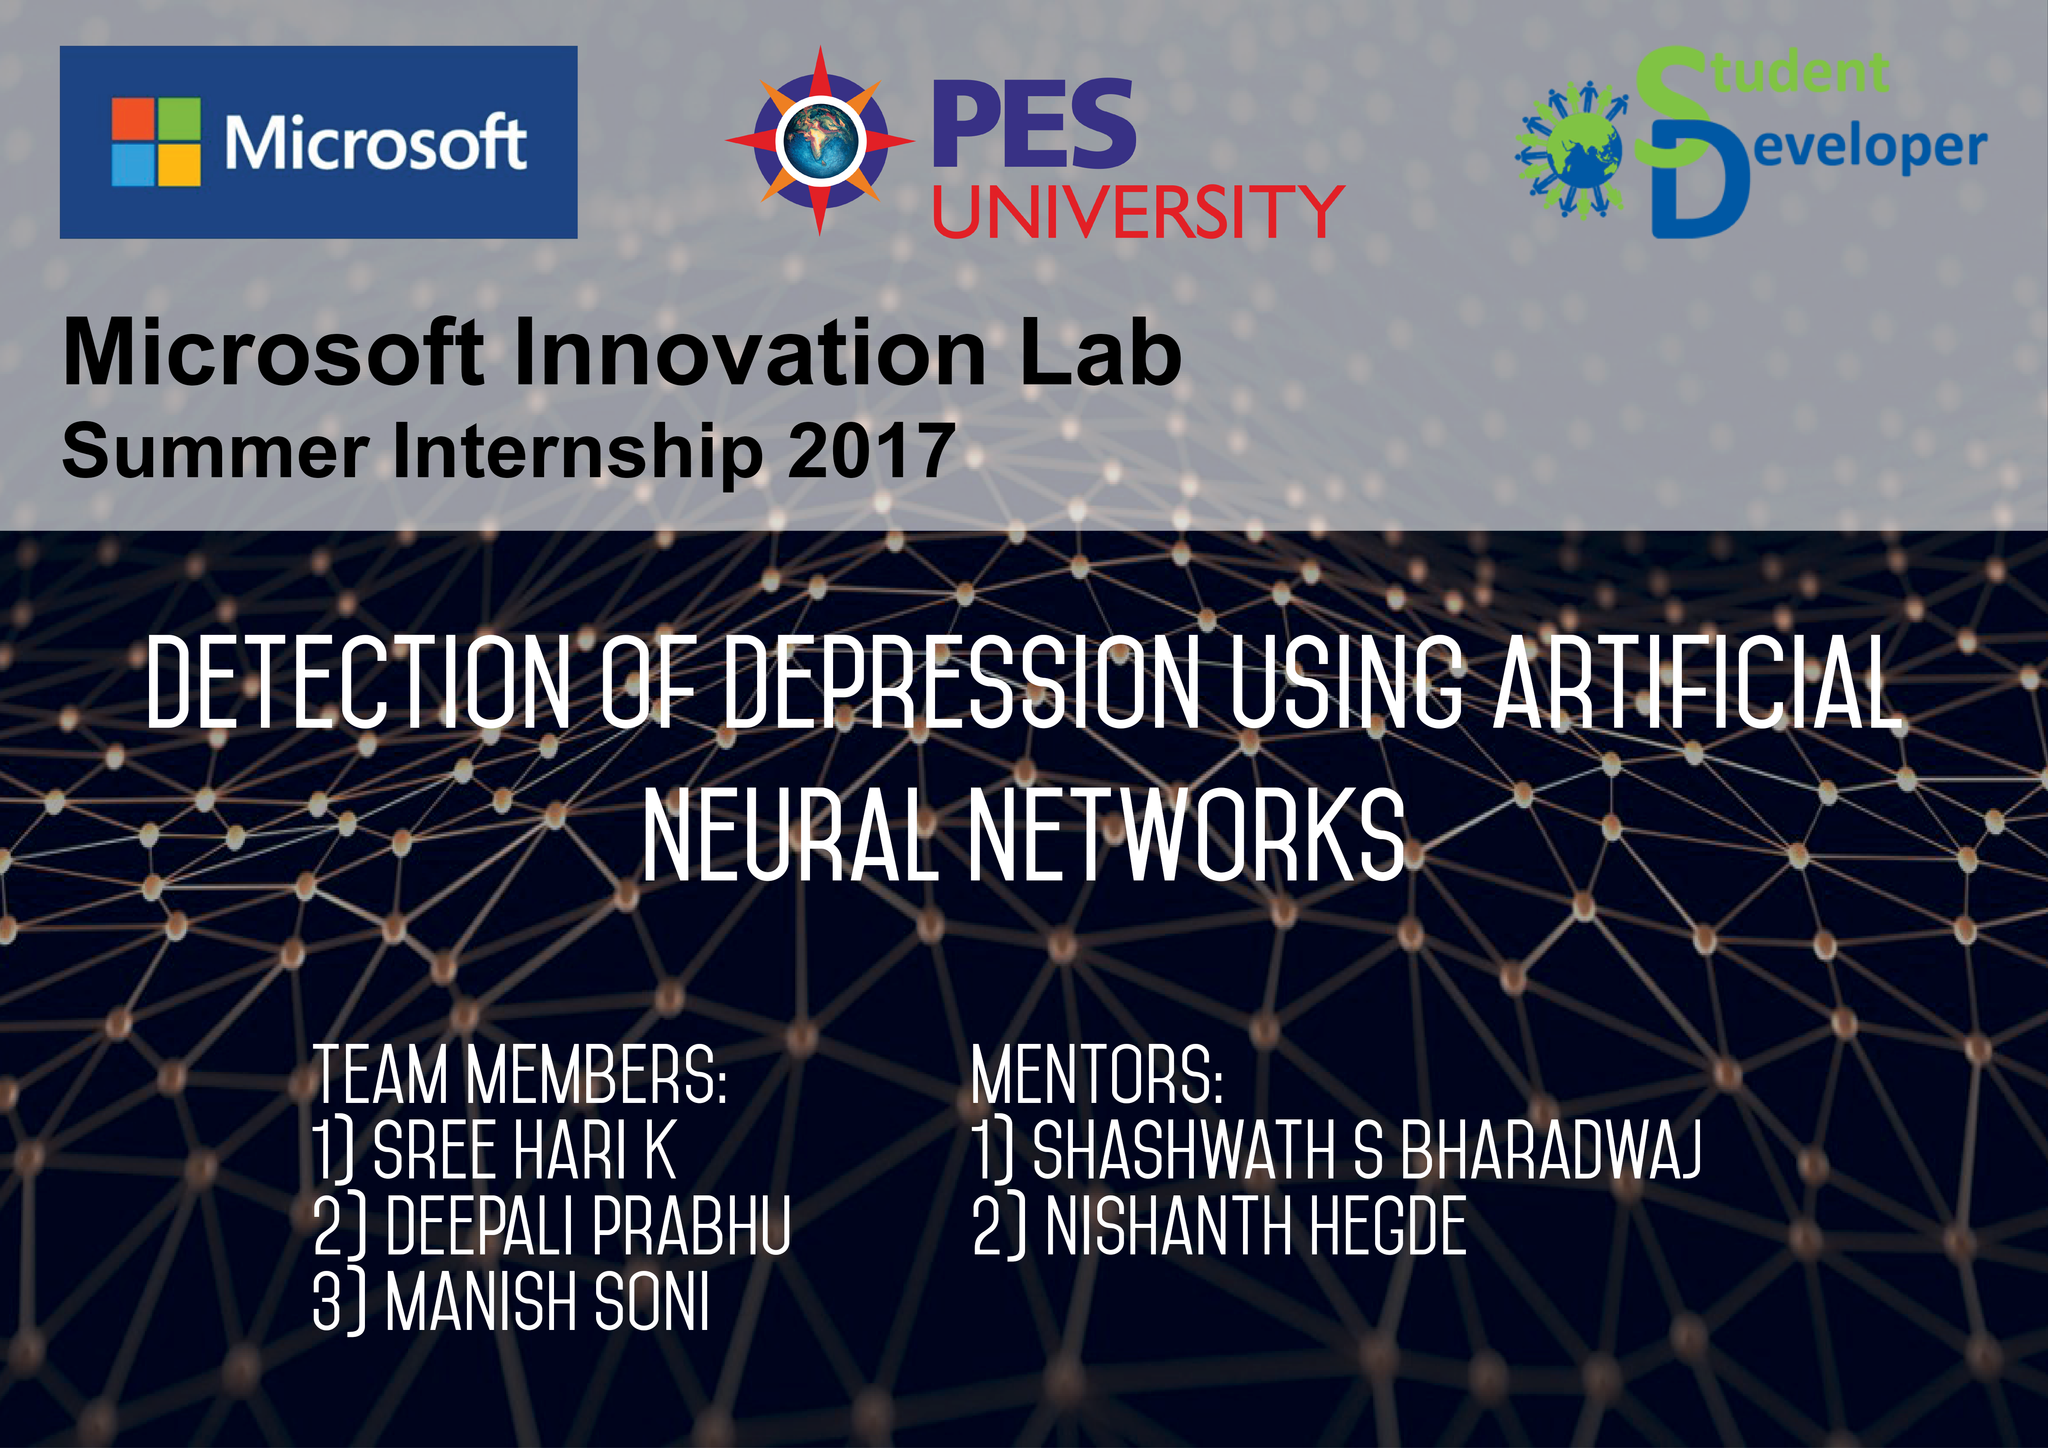 Microsoft
PES
UNIVERSITY
Student
Developer
Microsoft Innovation Lab
Summer Internship 2017
DETECTION OF DEPRESSION USING ARTIFICIAL
NEURAL NETWORKS
TEAM MEMBERS:
1) SREE HARI K
2) DEEPALI PRABHU
3) MANISH SONI
MENTORS:
1) SHASHWATH S BHARADWAJ
2) NISHANTH HEGDE